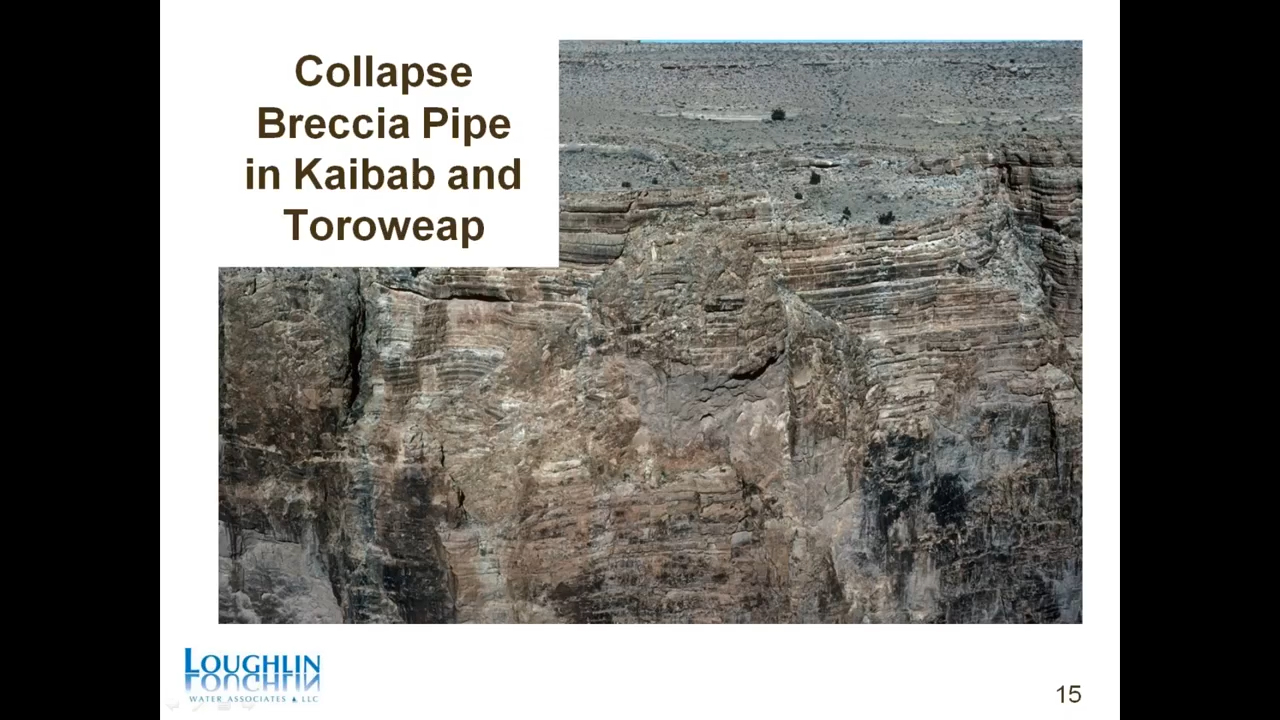 Collapse
Breccia Pipe
in Kaibab and
Toroweap
LOUGHLIN
WATER ASSOCIATES LLC
15